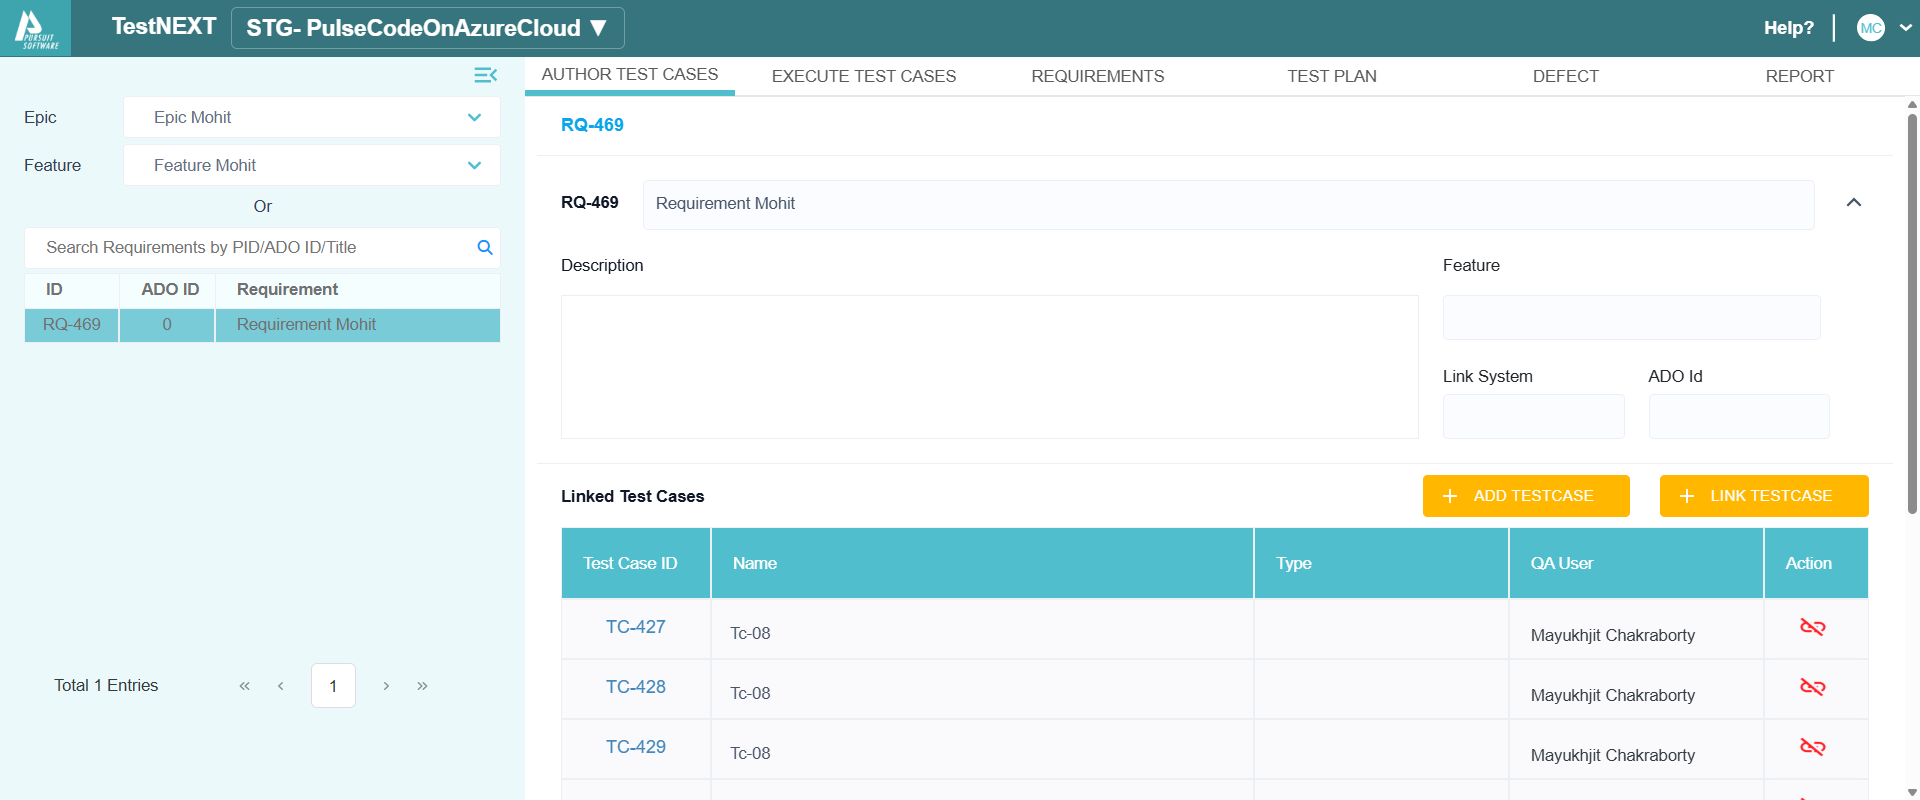 PURSUIT
SOFTWARE
TestNEXT
STG- PulseCodeOnAzureCloud ▼
Help?
MC
AUTHOR TEST CASES
EXECUTE TEST CASES
REQUIREMENTS
TEST PLAN
DEFECT
REPORT
Epic
Epic Mohit
Feature
Feature Mohit
Or
Search Requirements by PID/ADO ID/Title
ID ADO ID Requirement
RQ-469 0 Requirement Mohit
Total 1 Entries
« ‹ 1 › »
RQ-469
RQ-469 Requirement Mohit
Description
Feature
Link System
ADO Id
Linked Test Cases
+ ADD TESTCASE
+ LINK TESTCASE
Test Case ID Name Type QA User Action
TC-427 Tc-08 Mayukhjit Chakraborty
TC-428 Tc-08 Mayukhjit Chakraborty
TC-429 Tc-08 Mayukhjit Chakraborty